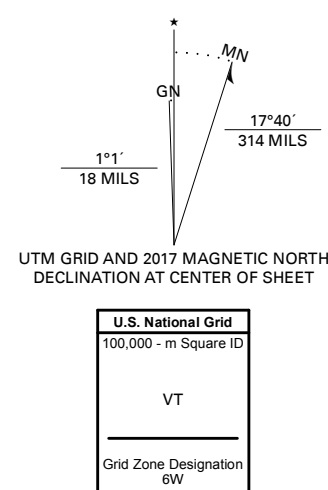 MN
GN
17°40´
314 MILS
1°1´
18 MILS
UTM GRID AND 2017 MAGNETIC NORTH
DECLINATION AT CENTER OF SHEET
U.S. National Grid
100,000 - m Square ID
VT
Grid Zone Designation
6W